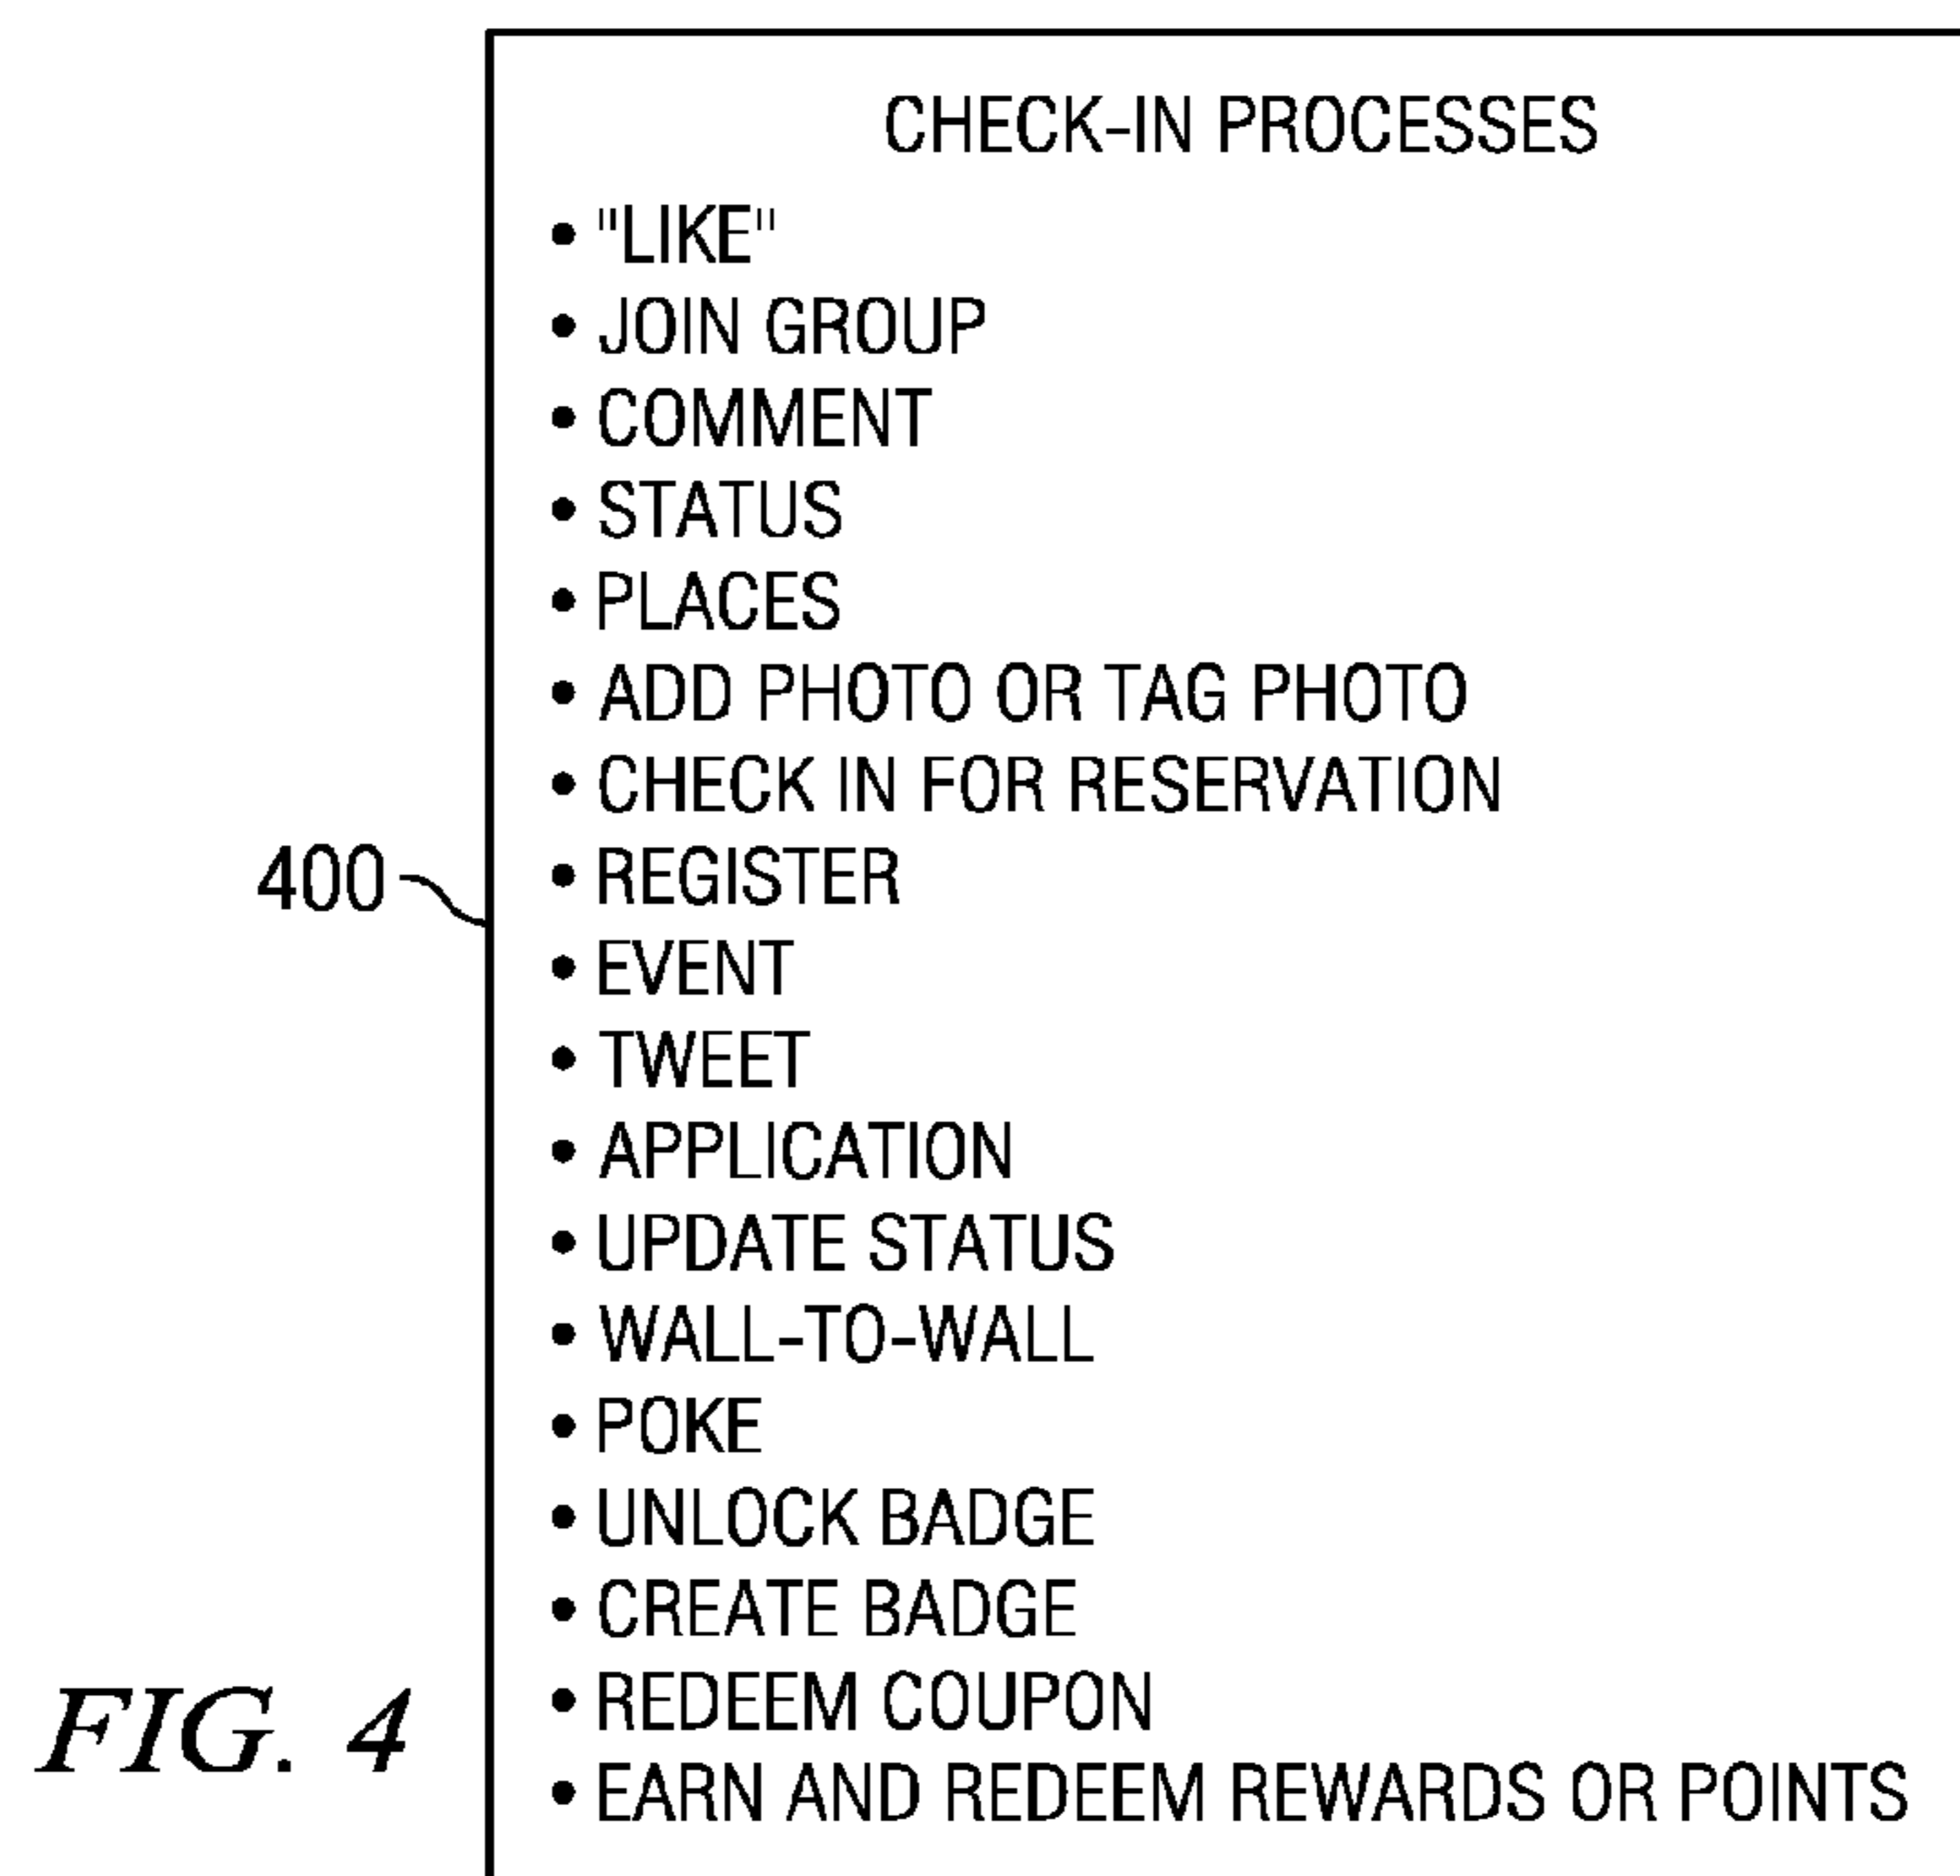 CHECK-IN PROCESSES
• "LIKE"
• JOIN GROUP
• COMMENT
• STATUS
• PLACES
• ADD PHOTO OR TAG PHOTO
• CHECK IN FOR RESERVATION
400
• REGISTER
• EVENT
• TWEET
• APPLICATION
• UPDATE STATUS
• WALL-TO-WALL
• POKE
• UNLOCK BADGE
• CREATE BADGE
• REDEEM COUPON
• EARN AND REDEEM REWARDS OR POINTS
FIG. 4